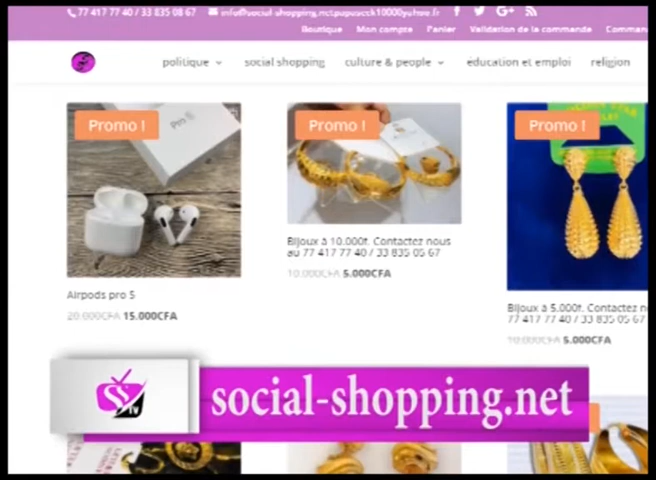 77 417 77 40 / 33 835 05 67
Boutique Mon compte Panier Validation de la commande
politique social shopping culture & people education et emploi religion
Promo !
Promo !
Promo !
Airpods pro 5
20.000CFA 15.000CFA
Bijoux à 10.000f. Contactez nous
au 77 417 77 40 / 33 835 05 67
10.000CFA 5.000CFA
Bijoux à 5.000f. Contactez
77 417 77 40 / 33 835 05 67
10.000CFA 5.000CFA
SS
Tv
social-shopping.net